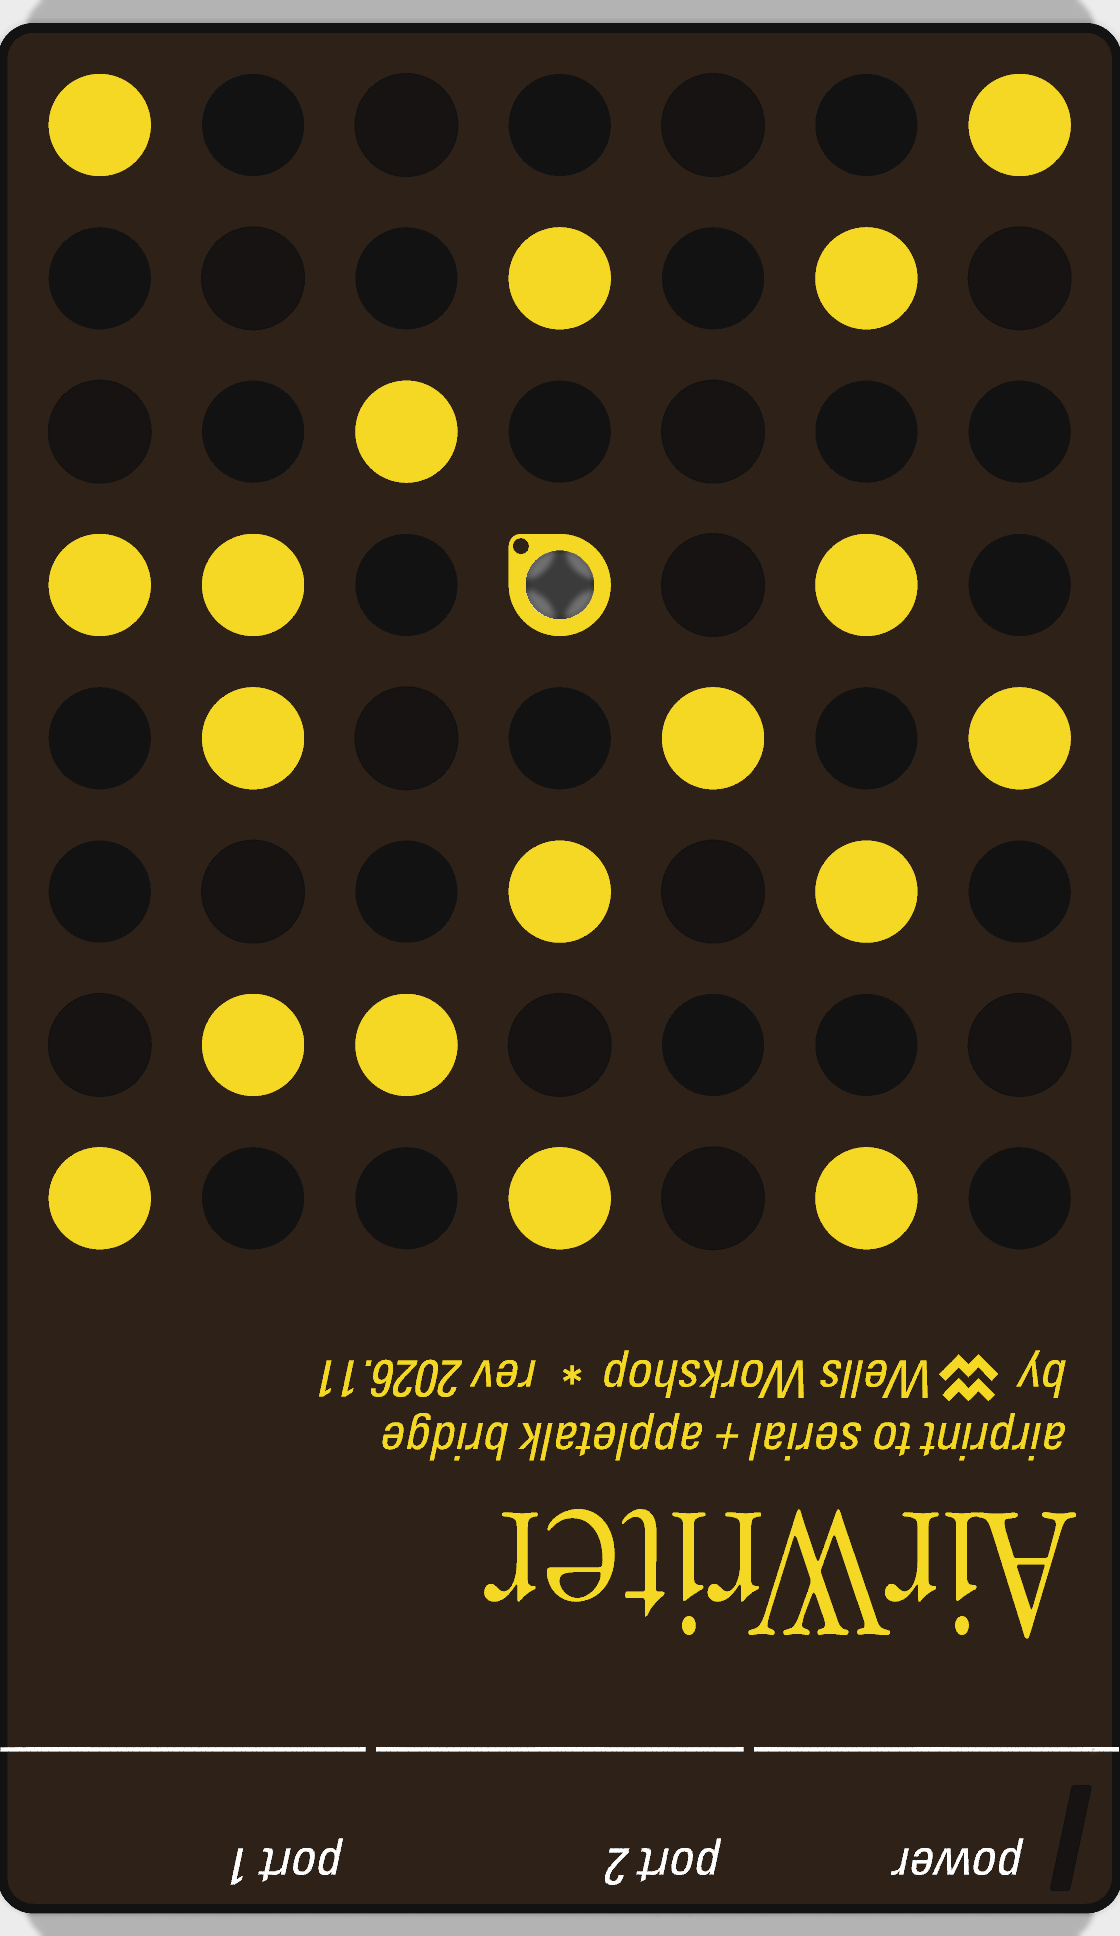 power
port 2
port 1
AirWriter
airprint to serial + appletalk bridge
by Wells Workshop * rev 2026.11